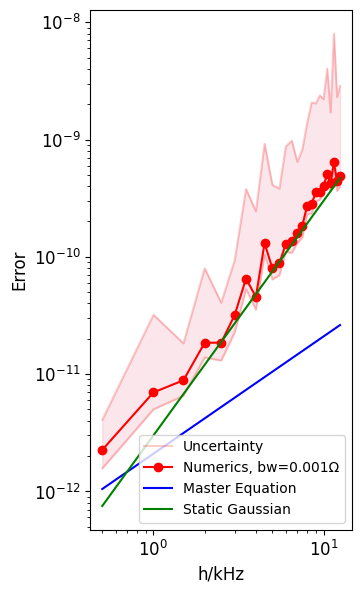 10⁻⁸
10⁻⁹
10⁻¹⁰
10⁻¹¹
10⁻¹²
Error
Uncertainty
Numerics, bw=0.001Ω
Master Equation
Static Gaussian
10⁰
10¹
h/kHz